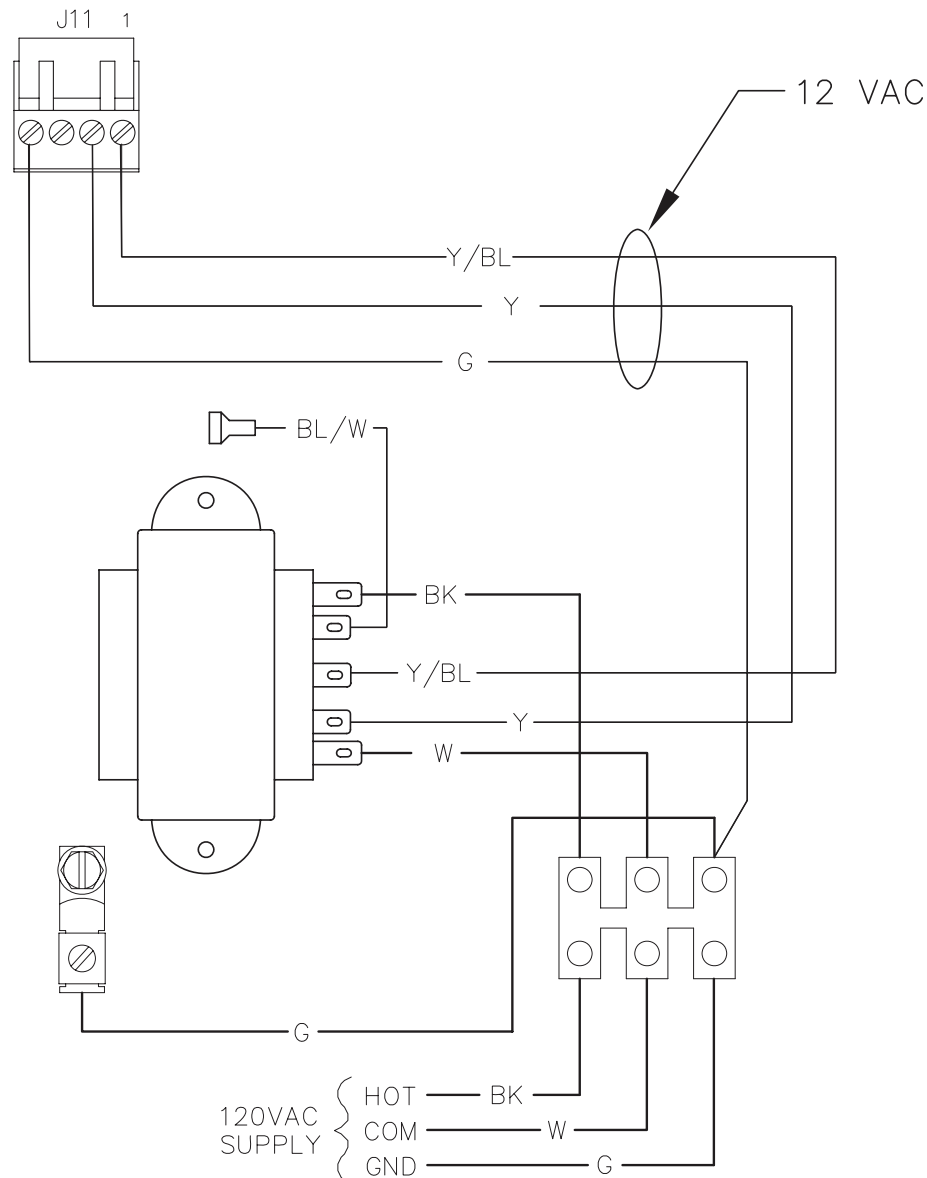 J11 1
12 VAC
Y/BL
Y
G
BL/W
BK
Y/BL
Y
W
G
120VAC
SUPPLY
HOT BK
COM W
GND G